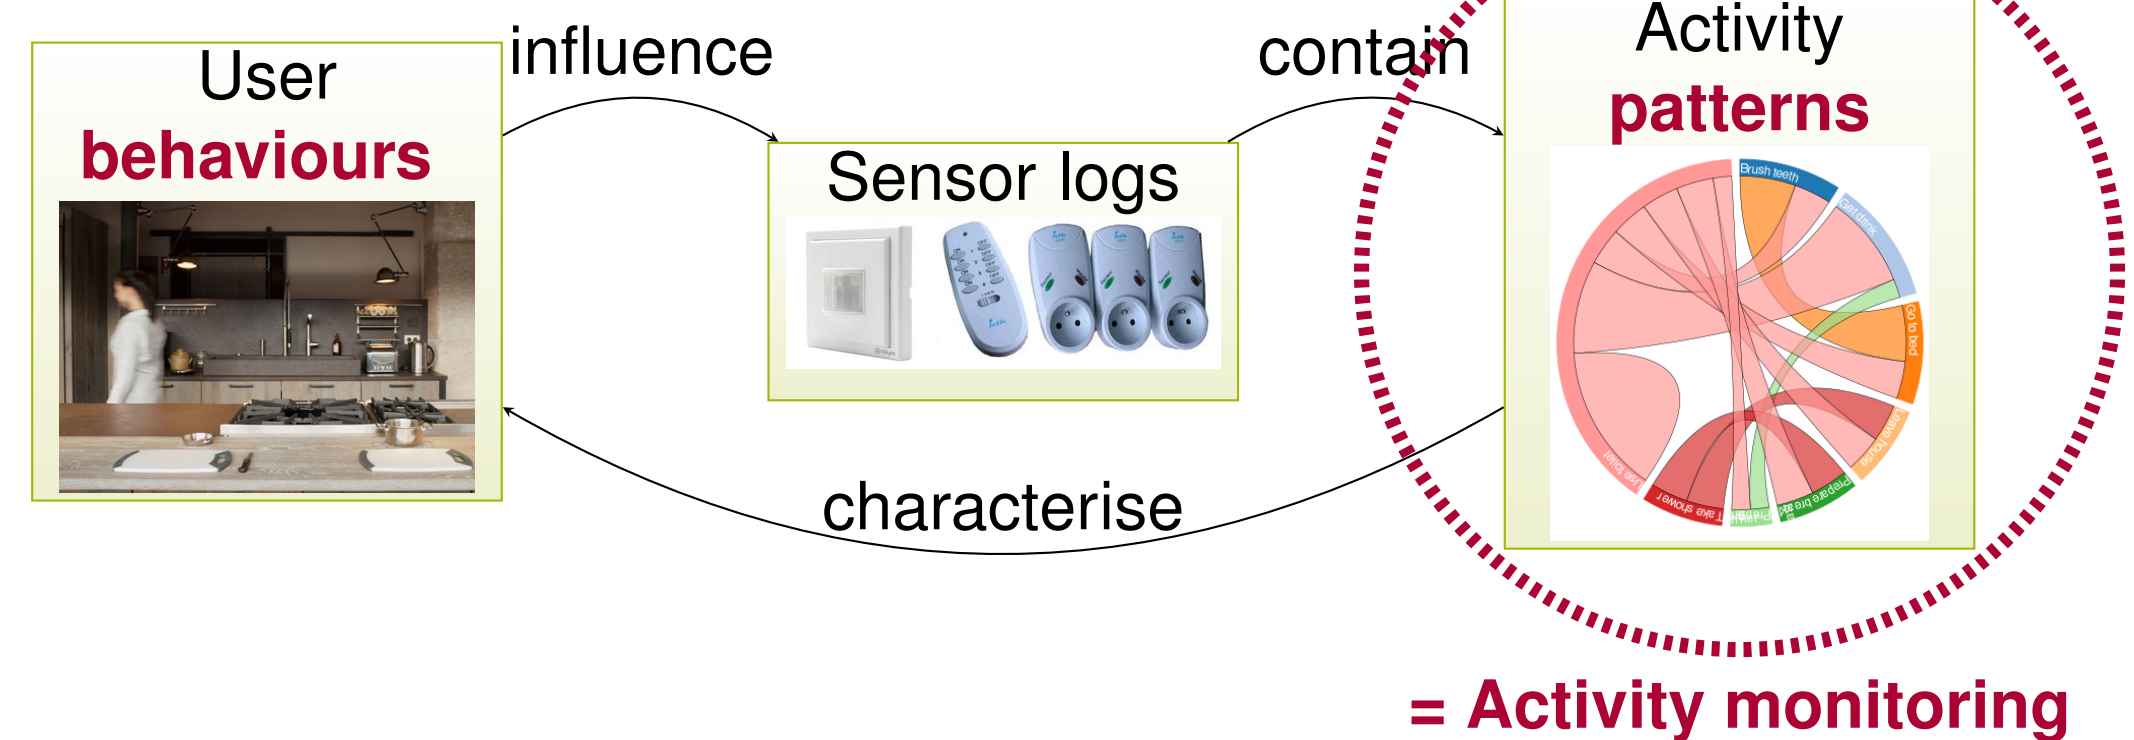 User
behaviours
influence
Sensor logs
contain
Activity
patterns
Brush teeth
Get drink
Go to bed
Leave house
Prepare
Take shower
Use toilet
characterise
= Activity monitoring